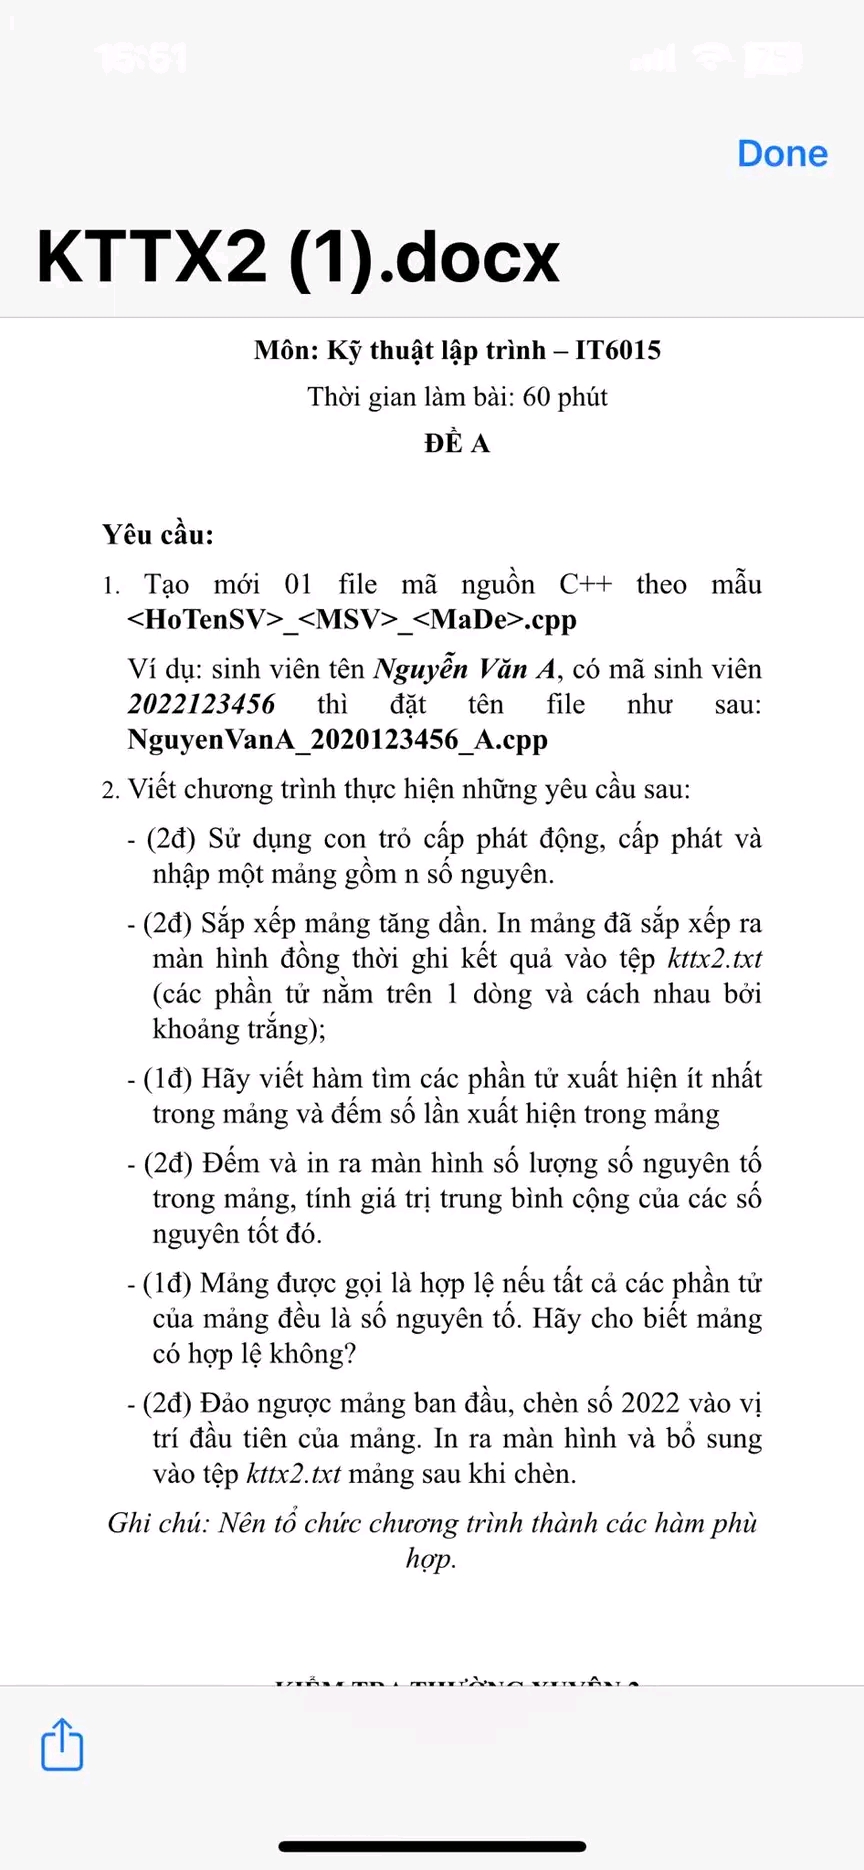 16:51
Done
KTTX2 (1).docx
Môn: Kỹ thuật lập trình – IT6015
Thời gian làm bài: 60 phút
ĐỀ A
Yêu cầu:
1. Tạo mới 01 file mã nguồn C++ theo mẫu
<HoTenSV>_<MSV>_<MaDe>.cpp
Ví dụ: sinh viên tên Nguyễn Văn A, có mã sinh viên
2022123456 thì đặt tên file như sau:
NguyenVanA_2020123456_A.cpp
2. Viết chương trình thực hiện những yêu cầu sau:
- (2đ) Sử dụng con trỏ cấp phát động, cấp phát và
nhập một mảng gồm n số nguyên.
- (2đ) Sắp xếp mảng tăng dần. In mảng đã sắp xếp ra
màn hình đồng thời ghi kết quả vào tệp kttx2.txt
(các phần tử nằm trên 1 dòng và cách nhau bởi
khoảng trắng);
- (1đ) Hãy viết hàm tìm các phần tử xuất hiện ít nhất
trong mảng và đếm số lần xuất hiện trong mảng
- (2đ) Đếm và in ra màn hình số lượng số nguyên tố
trong mảng, tính giá trị trung bình cộng của các số
nguyên tốt đó.
- (1đ) Mảng được gọi là hợp lệ nếu tất cả các phần tử
của mảng đều là số nguyên tố. Hãy cho biết mảng
có hợp lệ không?
- (2đ) Đảo ngược mảng ban đầu, chèn số 2022 vào vị
trí đầu tiên của mảng. In ra màn hình và bổ sung
vào tệp kttx2.txt mảng sau khi chèn.
Ghi chú: Nên tổ chức chương trình thành các hàm phù
hợp.